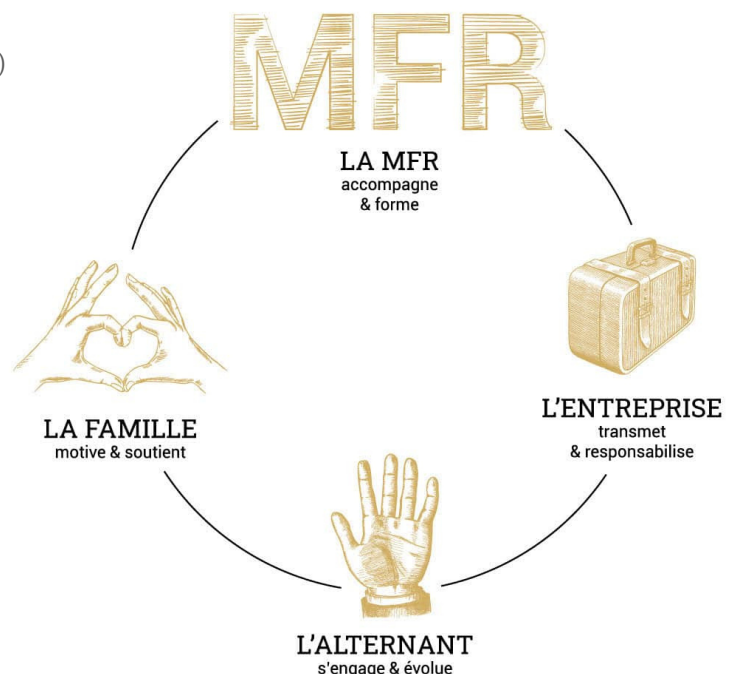 )
MFR
LA MFR
accompagne
& forme
LA FAMILLE
motive & soutient
L'ENTREPRISE
transmet
& responsabilise
L'ALTERNANT
s'engage & évolue